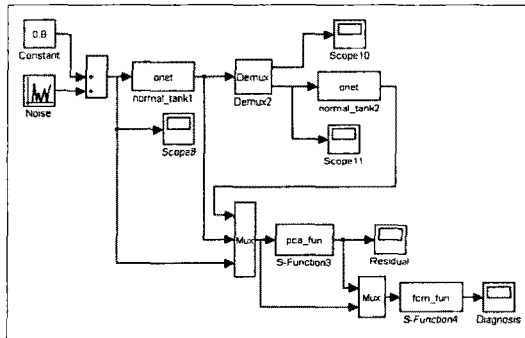 0.8
Constant
Noise
onet
normal_tank1
Demux
Demux2
Scope10
onet
normal_tank2
Scope8
Scope11
Mux
pca_fun
S-Function3
Residual
Mux
fcm_fun
S-Function4
Diagnosis